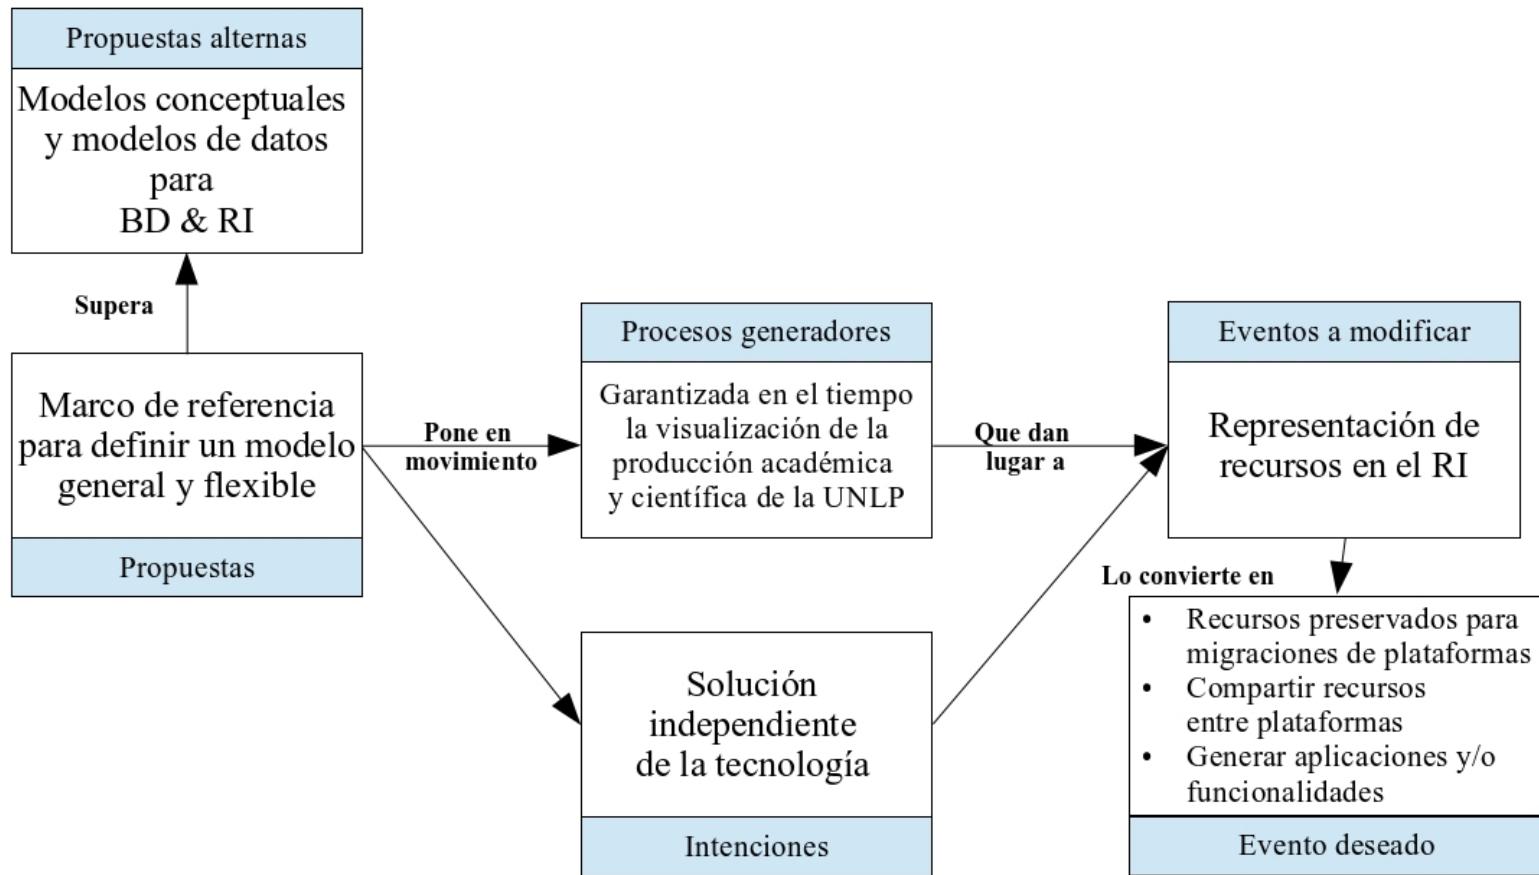 Propuestas alternas
Modelos conceptuales
y modelos de datos
para
BD & RI
Supera
Marco de referencia
para definir un modelo
general y flexible
Propuestas
Pone en
movimiento
Procesos generadores
Garantizada en el tiempo
la visualización de la
producción académica
y científica de la UNLP
Solución
independiente
de la tecnología
Intenciones
Que dan
lugar a
Eventos a modificar
Representación de
recursos en el RI
Lo convierte en
• Recursos preservados para
migraciones de plataformas
• Compartir recursos
entre plataformas
• Generar aplicaciones y/o
funcionalidades
Evento deseado